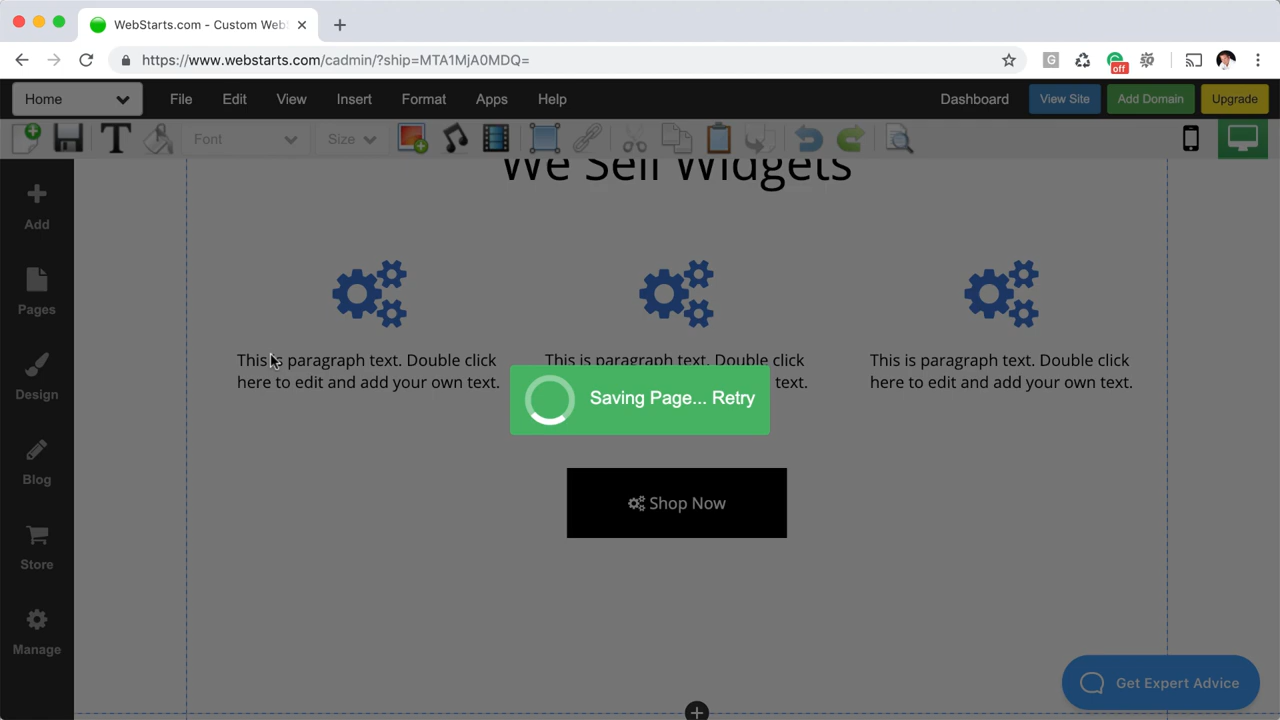 WebStarts.com - Custom Web
https://www.webstarts.com/cadmin/?ship=MTA1MjA0MDQ=
G
off
Home File Edit View Insert Format Apps Help Dashboard View Site Add Domain Upgrade
T Font Size
We Sell Widgets
Add
Pages
Design
Blog
Store
Manage
This is paragraph text. Double click
here to edit and add your own text.
This is paragraph text. Double click
text.
This is paragraph text. Double click
here to edit and add your own text.
Saving Page... Retry
Shop Now
Get Expert Advice